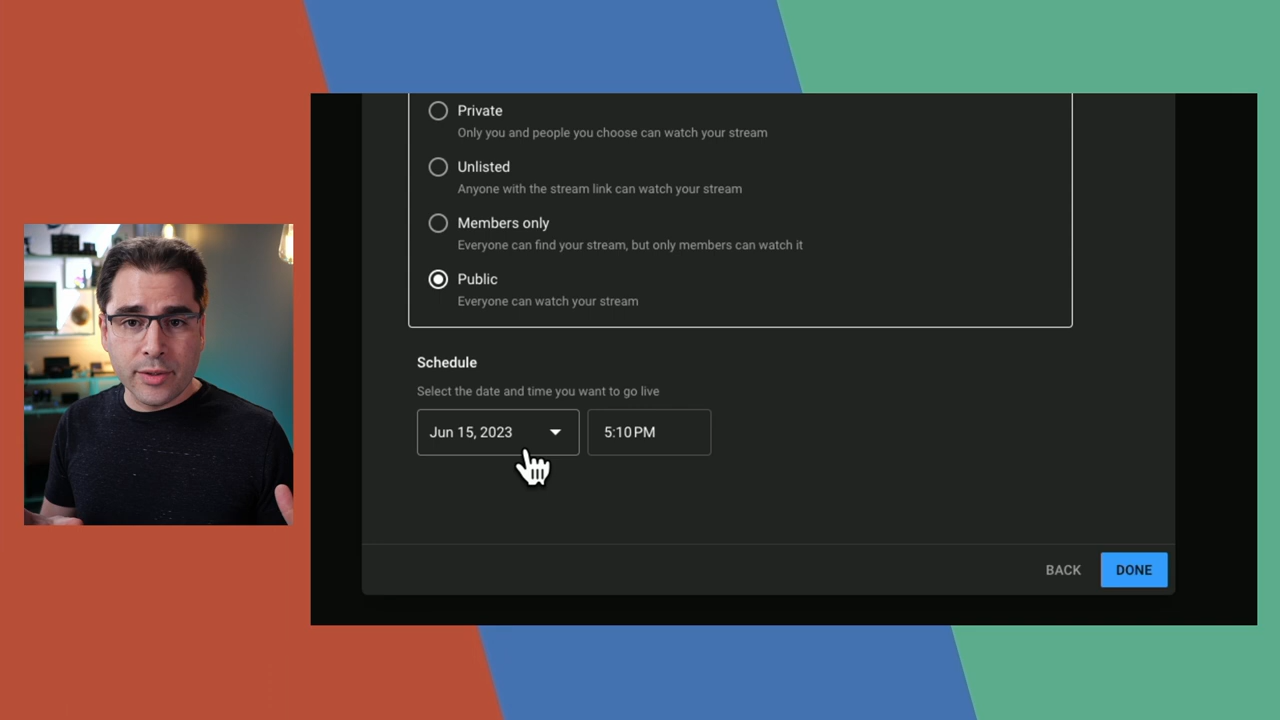 Private
Only you and people you choose can watch your stream
Unlisted
Anyone with the stream link can watch your stream
Members only
Everyone can find your stream, but only members can watch it
Public
Everyone can watch your stream
Schedule
Select the date and time you want to go live
Jun 15, 2023
5:10 PM
BACK
DONE